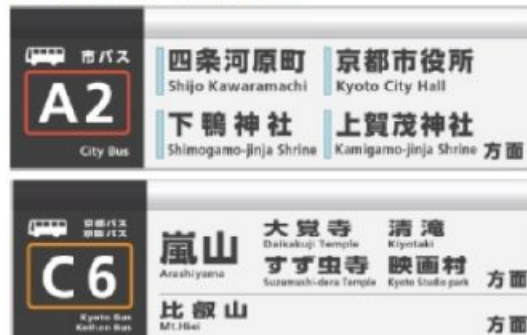 市バス
A2
City Bus
四条河原町 京都市役所
Shijo Kawaramachi Kyoto City Hall
下鴨神社 上賀茂神社
Shimogamo-jinja Shrine Kamigamo-jinja Shrine 方面
京都バス
京阪バス
C6
Kyoto Bus
Keihan Bus
嵐山
Arashiyama
大覚寺 清滝
Daikakuji Temple Kiyotaki
すず虫寺 映画村 方面
Suzumushi-dera Temple Kyoto Studio park
比叡山
Mt.Hiei 方面